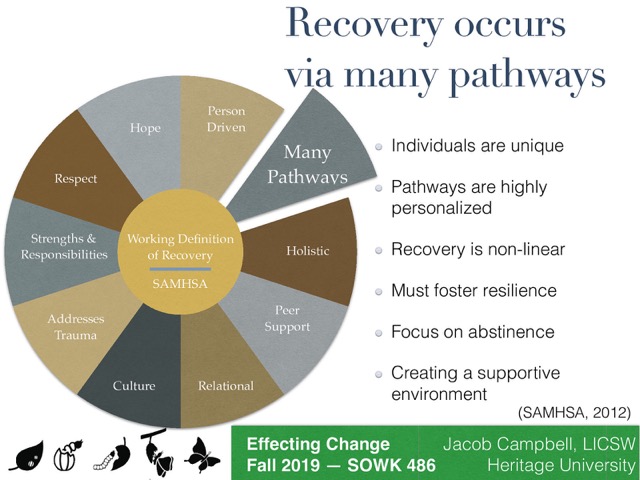 Recovery occurs
via many pathways
Person
Driven
Many
Pathways
Holistic
Peer
Support
Relational
Culture
Addresses
Trauma
Strengths &
Responsibilities
Respect
Hope
Working Definition
of Recovery
SAMHSA
Individuals are unique
Pathways are highly
personalized
Recovery is non-linear
Must foster resilience
Focus on abstinence
Creating a supportive
environment
(SAMHSA, 2012)
Effecting Change
Fall 2019 — SOWK 486
Jacob Campbell, LICSW
Heritage University